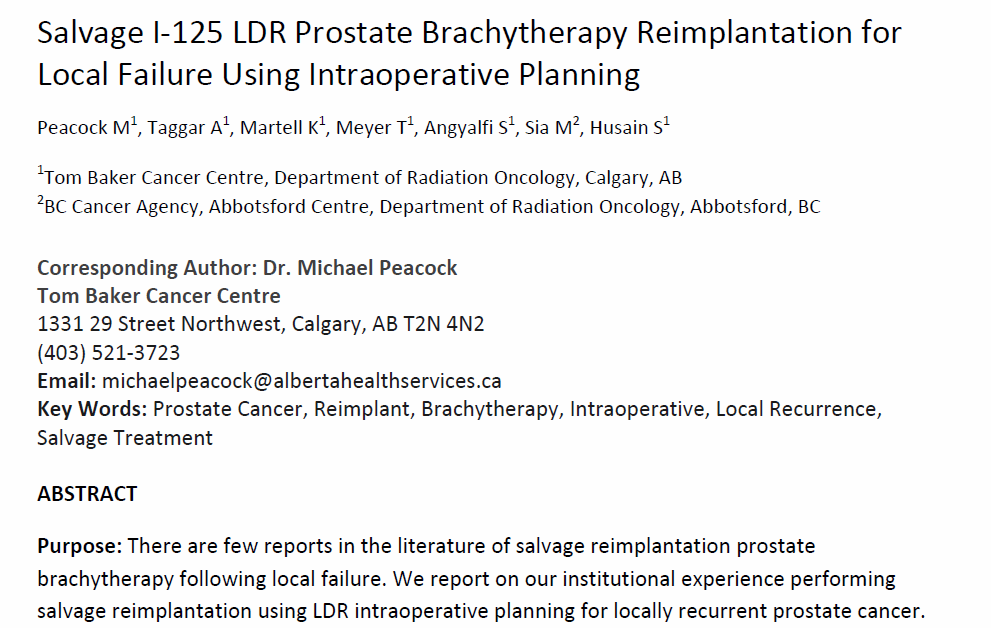 Salvage I-125 LDR Prostate Brachytherapy Reimplantation for
Local Failure Using Intraoperative Planning
Peacock M¹, Taggar A¹, Martell K¹, Meyer T¹, Angyalfi S¹, Sia M², Husain S¹
¹Tom Baker Cancer Centre, Department of Radiation Oncology, Calgary, AB
²BC Cancer Agency, Abbotsford Centre, Department of Radiation Oncology, Abbotsford, BC
Corresponding Author: Dr. Michael Peacock
Tom Baker Cancer Centre
1331 29 Street Northwest, Calgary, AB T2N 4N2
(403) 521-3723
Email: michaelpeacock@albertahealthservices.ca
Key Words: Prostate Cancer, Reimplant, Brachytherapy, Intraoperative, Local Recurrence,
Salvage Treatment
ABSTRACT
Purpose: There are few reports in the literature of salvage reimplantation prostate
brachytherapy following local failure. We report on our institutional experience performing
salvage reimplantation using LDR intraoperative planning for locally recurrent prostate cancer.